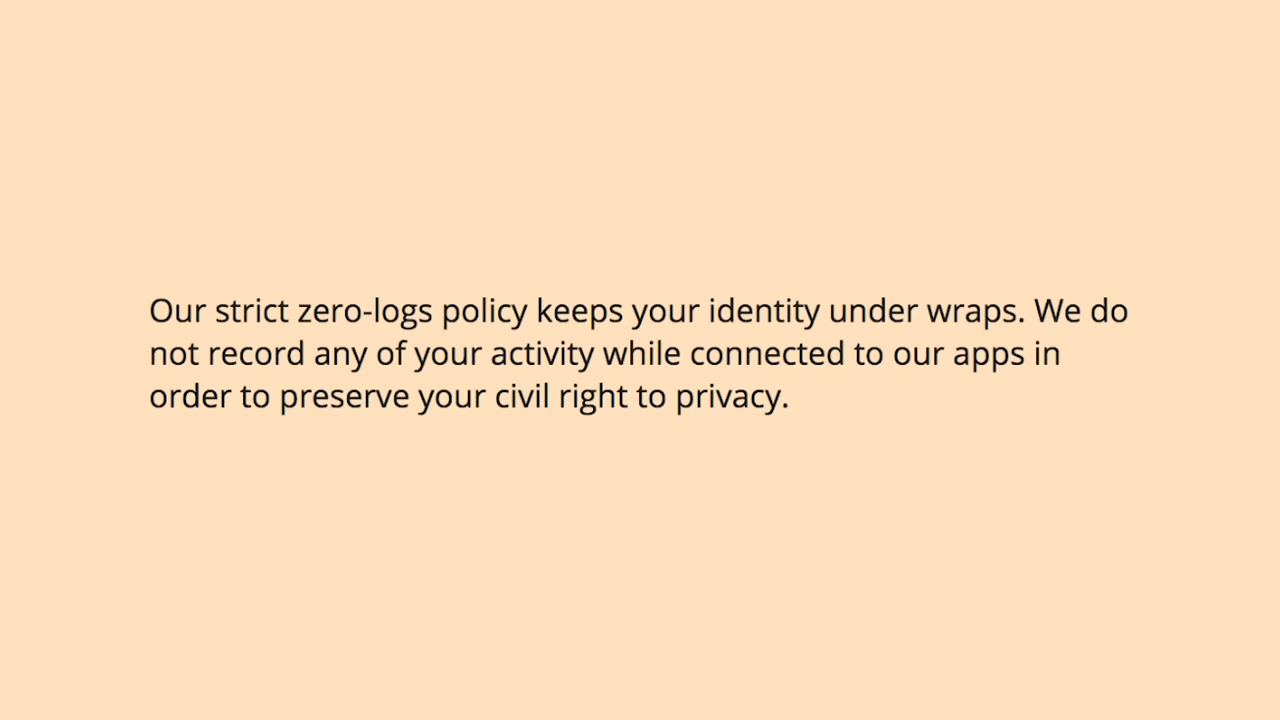 Our strict zero-logs policy keeps your identity under wraps. We do
not record any of your activity while connected to our apps in
order to preserve your civil right to privacy.